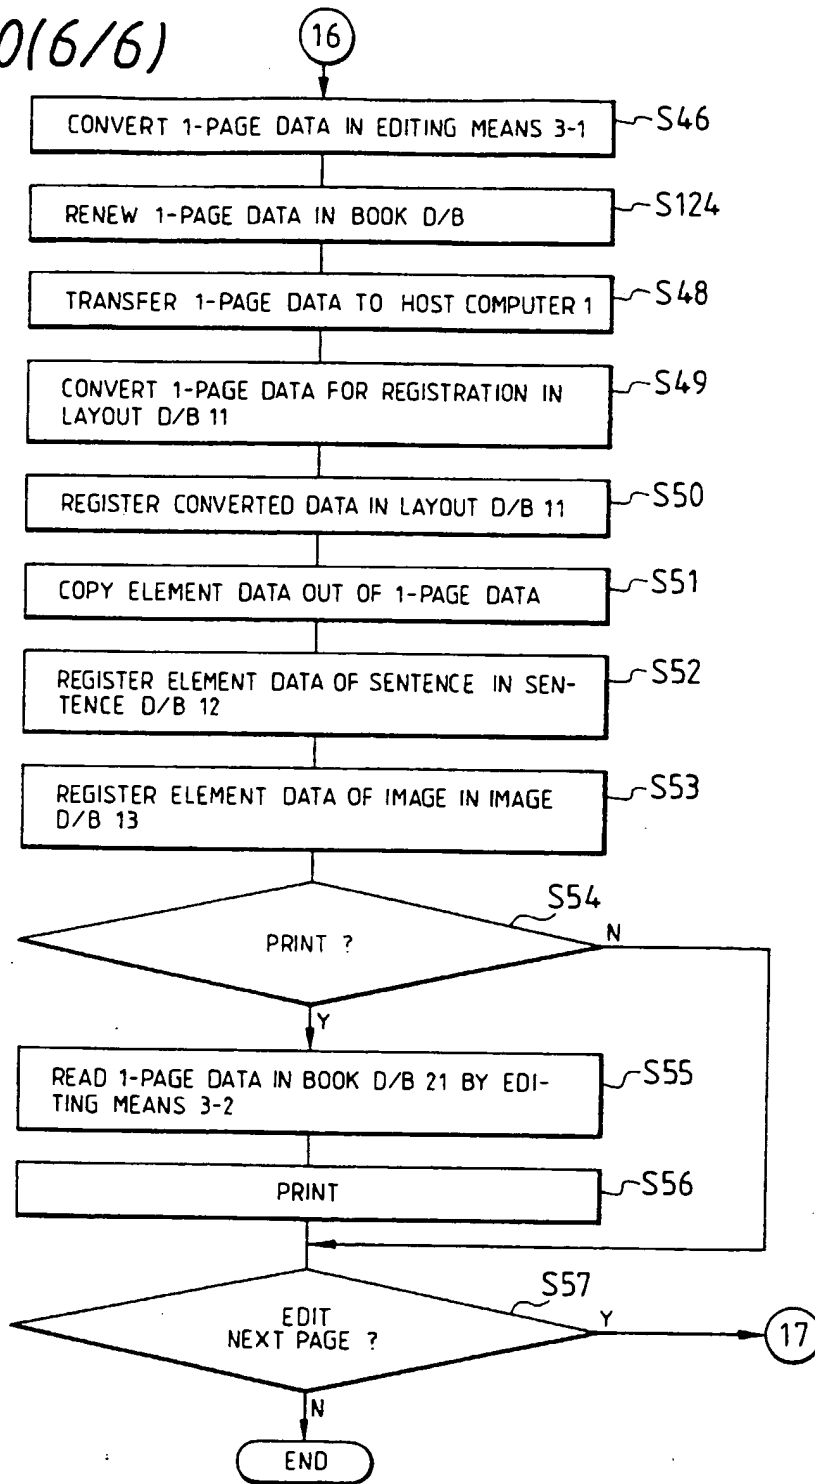 0(6/6)
16
CONVERT 1-PAGE DATA IN EDITING MEANS 3-1
S46
RENEW 1-PAGE DATA IN BOOK D/B
S124
TRANSFER 1-PAGE DATA TO HOST COMPUTER 1
S48
CONVERT 1-PAGE DATA FOR REGISTRATION IN
LAYOUT D/B 11
S49
REGISTER CONVERTED DATA IN LAYOUT D/B 11
S50
COPY ELEMENT DATA OUT OF 1-PAGE DATA
S51
REGISTER ELEMENT DATA OF SENTENCE IN SEN-
TENCE D/B 12
S52
REGISTER ELEMENT DATA OF IMAGE IN IMAGE
D/B 13
S53
S54
PRINT ?
N
Y
READ 1-PAGE DATA IN BOOK D/B 21 BY EDI-
TING MEANS 3-2
S55
PRINT
S56
S57
EDIT
NEXT PAGE ?
Y
17
N
END